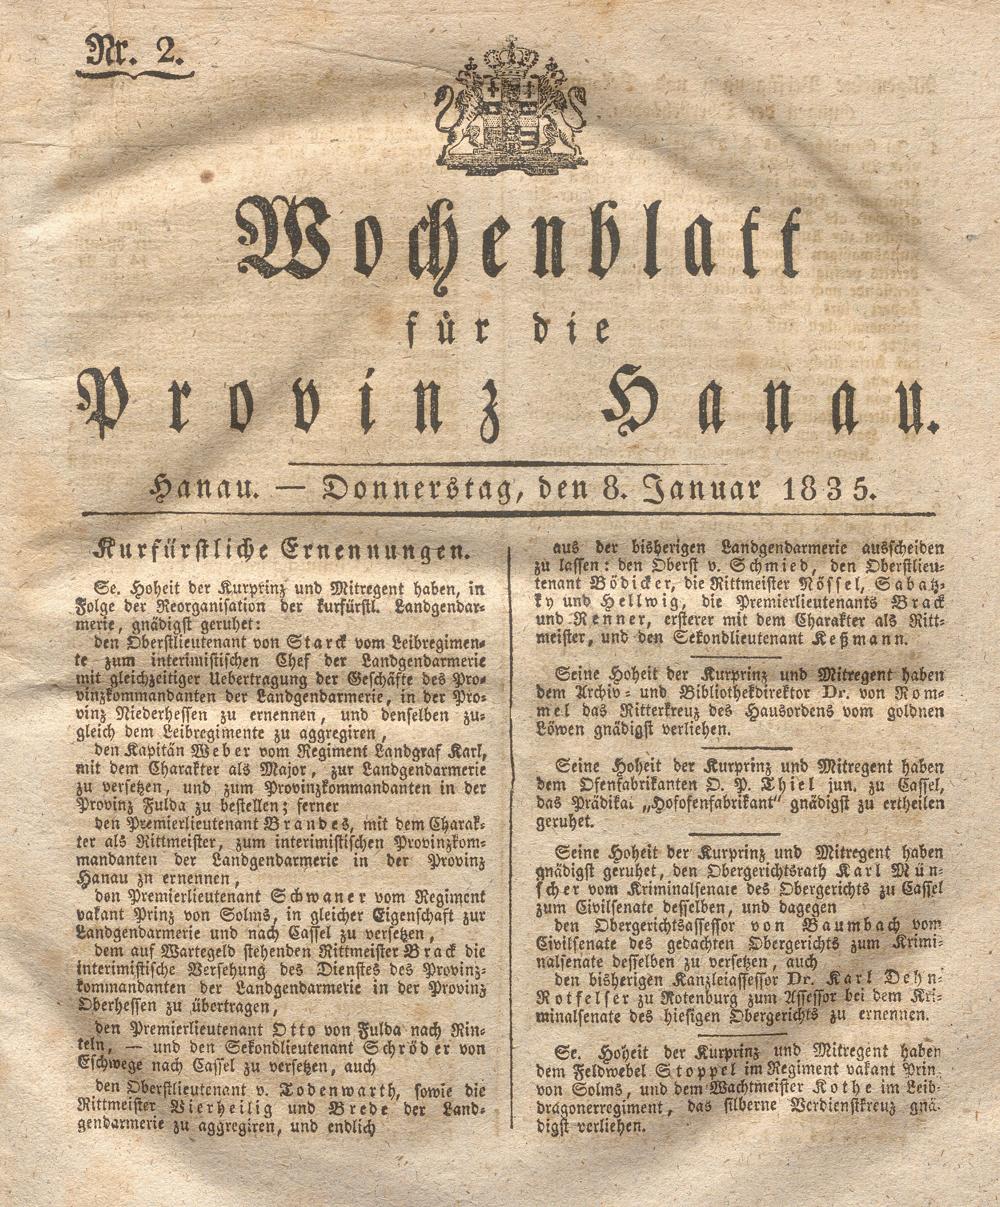 Nr. 2.
Wochenblatt
für die
Provinz Hanau.
Hanau. — Donnerstag, den 8. Januar 1835.
Kurfürstliche Ernennungen.
Se. Hoheit der Kurprinz und Mitregent haben, in
Folge der Reorganisation der kurfürstl. Landgendar-
merie, gnädigst geruhet:
den Oberstlieutenant von Starck vom Leibregimen-
te zum interimistischen Chef der Landgendarmerie
mit gleichzeitiger Uebertragung der Geschäfte des Pro-
vinzkommandanten der Landgendarmerie, in der Pro-
vinz Niederhessen zu ernennen, und denselben zu-
gleich dem Leibregimente zu aggregiren,
den Kapitän Weber vom Regiment Landgraf Karl,
mit dem Charakter als Major, zur Landgendarmerie
zu versetzen, und zum Provinzkommandanten in der
Provinz Fulda zu bestellen; ferner
den Premierlieutenant Brandes, mit dem Charak-
ter als Rittmeister, zum interimistischen Provinzkom-
mandanten der Landgendarmerie in der Provinz
Hanau zu ernennen,
den Premierlieutenant Schwaner vom Regiment
vakant Prinz von Solms, in gleicher Eigenschaft zur
Landgendarmerie und nach Cassel zu versetzen,
dem auf Wartegeld stehenden Rittmeister Brack die
interimistische Versehung des Dienstes des Provinz-
kommandanten der Landgendarmerie in der Provinz
Oberhessen zu übertragen,
den Premierlieutenant Otto von Fulda nach Rin-
teln, — und den Sekondlieutenant Schröder von
Eschwege nach Cassel zu versetzen, auch
den Oberstlieutenant v. Todenwarth, sowie die
Rittmeister Vierheilig und Brede der Land-
gendarmerie zu aggregiren, und endlich
aus der bisherigen Landgendarmerie ausscheiden
zu lassen: den Oberst v. Schmied, den Oberstlieu-
tenant Bödicker, die Rittmeister Nössel, Sabatz-
ky und Hellwig, die Premierlieutenants Brack
und Renner, ersterer mit dem Charakter als Ritt-
meister, und den Sekondlieutenant Keßmann.
Seine Hoheit der Kurprinz und Mitregent haben
dem Archiv- und Bibliothekdirektor Dr. von Rom-
mel das Ritterkreuz des Hausordens vom goldnen
Löwen gnädigst verliehen.
Seine Hoheit der Kurprinz und Mitregent haben
dem Ofenfabrikanten O. P. Thiel jun. zu Cassel,
das Prädikat „Hofofenfabrikant“ gnädigst zu ertheilen
geruhet.
Seine Hoheit der Kurprinz und Mitregent haben
gnädigst geruhet, den Obergerichtsrath Karl Mün-
scher vom Kriminalsenate des Obergerichts zu Cassel
zum Civilsenate desselben, und dagegen
den Obergerichtsassessor von Baumbach vom
Civilsenate des gedachten Obergerichts zum Krimi-
nalsenate desselben zu versetzen, auch
den bisherigen Kanzleiassessor Dr. Karl Dehn-
Rotfelser zu Rotenburg zum Assessor bei dem Kri-
minalsenate des hiesigen Obergerichts zu ernennen.
Se. Hoheit der Kurprinz und Mitregent haben
dem Feldwebel Stoppel im Regiment vakant Prin
von Solms, und dem Wachtmeister Kothe im Leib-
dragonerregiment, das silberne Verdienstkreuz gnä-
digst verliehen.